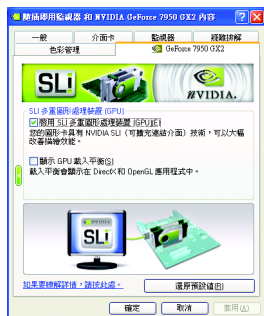 隨插即用監視器 和 NVIDIA GeForce 7950 GX2 內容
一般
介面卡
監視器
疑難排解
色彩管理
GeForce 7950 GX2
SLI
NVIDIA.
SLI 多重圖形處理裝置 (GPU)
啟用 SLI 多重圖形處理裝置 (GPU)(E)
您的圖形卡具有 NVIDIA SLI（可擴充連結介面）技術，可以大幅
改善描繪效能。
顯示 GPU 載入平衡(S)
載入平衡會顯示在 DirectX 和 OpenGL 應用程式中。
SLI
如果要瞭解詳情，請按此處。
還原預設值(R)
確定
取消
套用(A)